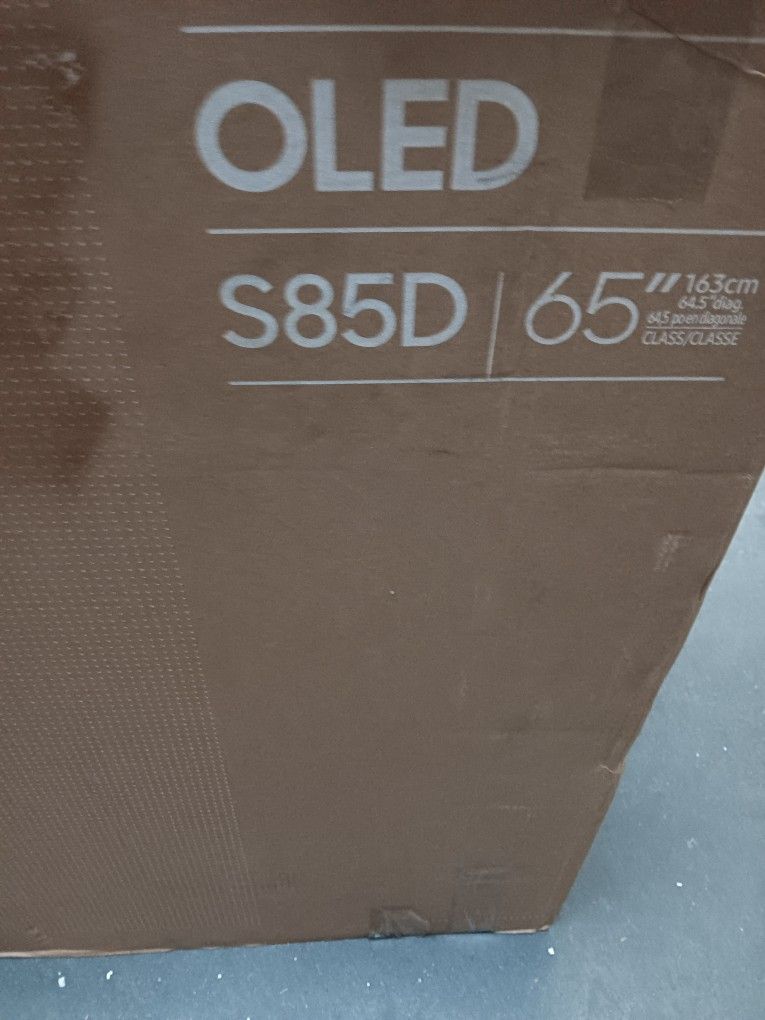 OLED
S85D | 65" 163cm
64.5" diag.
64.5 po en diagonale
CLASS/CLASSE